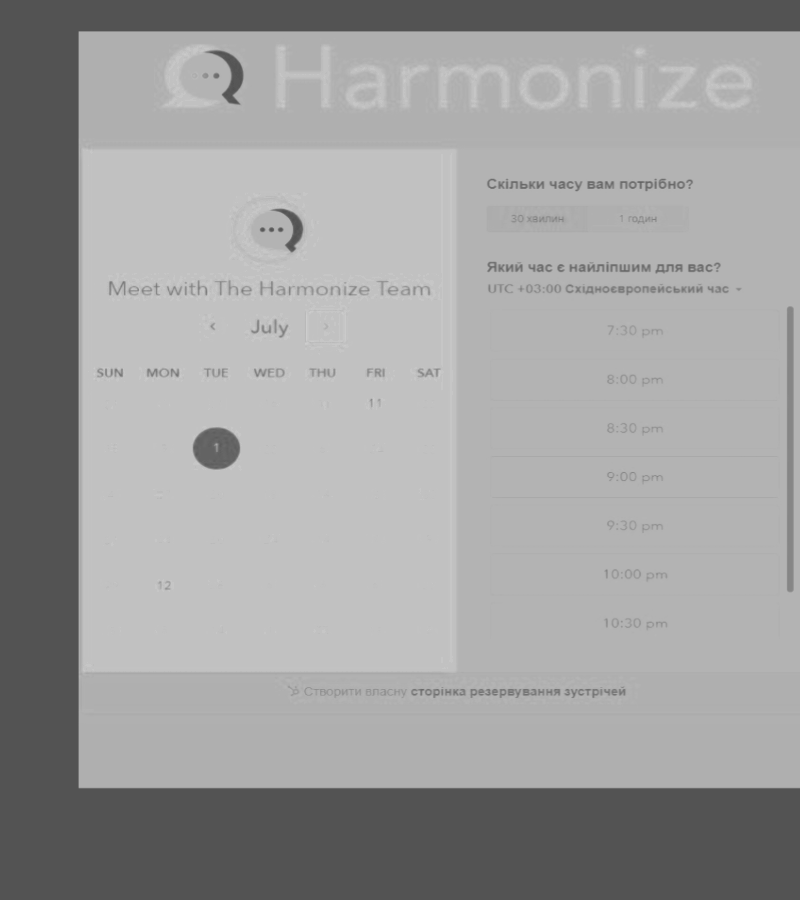 Harmonize
Meet with The Harmonize Team
July
SUN MON TUE WED THU FRI SAT
11
1
12
Скільки часу вам потрібно?
30 хвилин 1 годин
Який час є найліпшим для вас?
UTC +03:00 Східноєвропейський час
7:30 pm
8:00 pm
8:30 pm
9:00 pm
9:30 pm
10:00 pm
10:30 pm
Створити власну сторінка резервування зустрічей